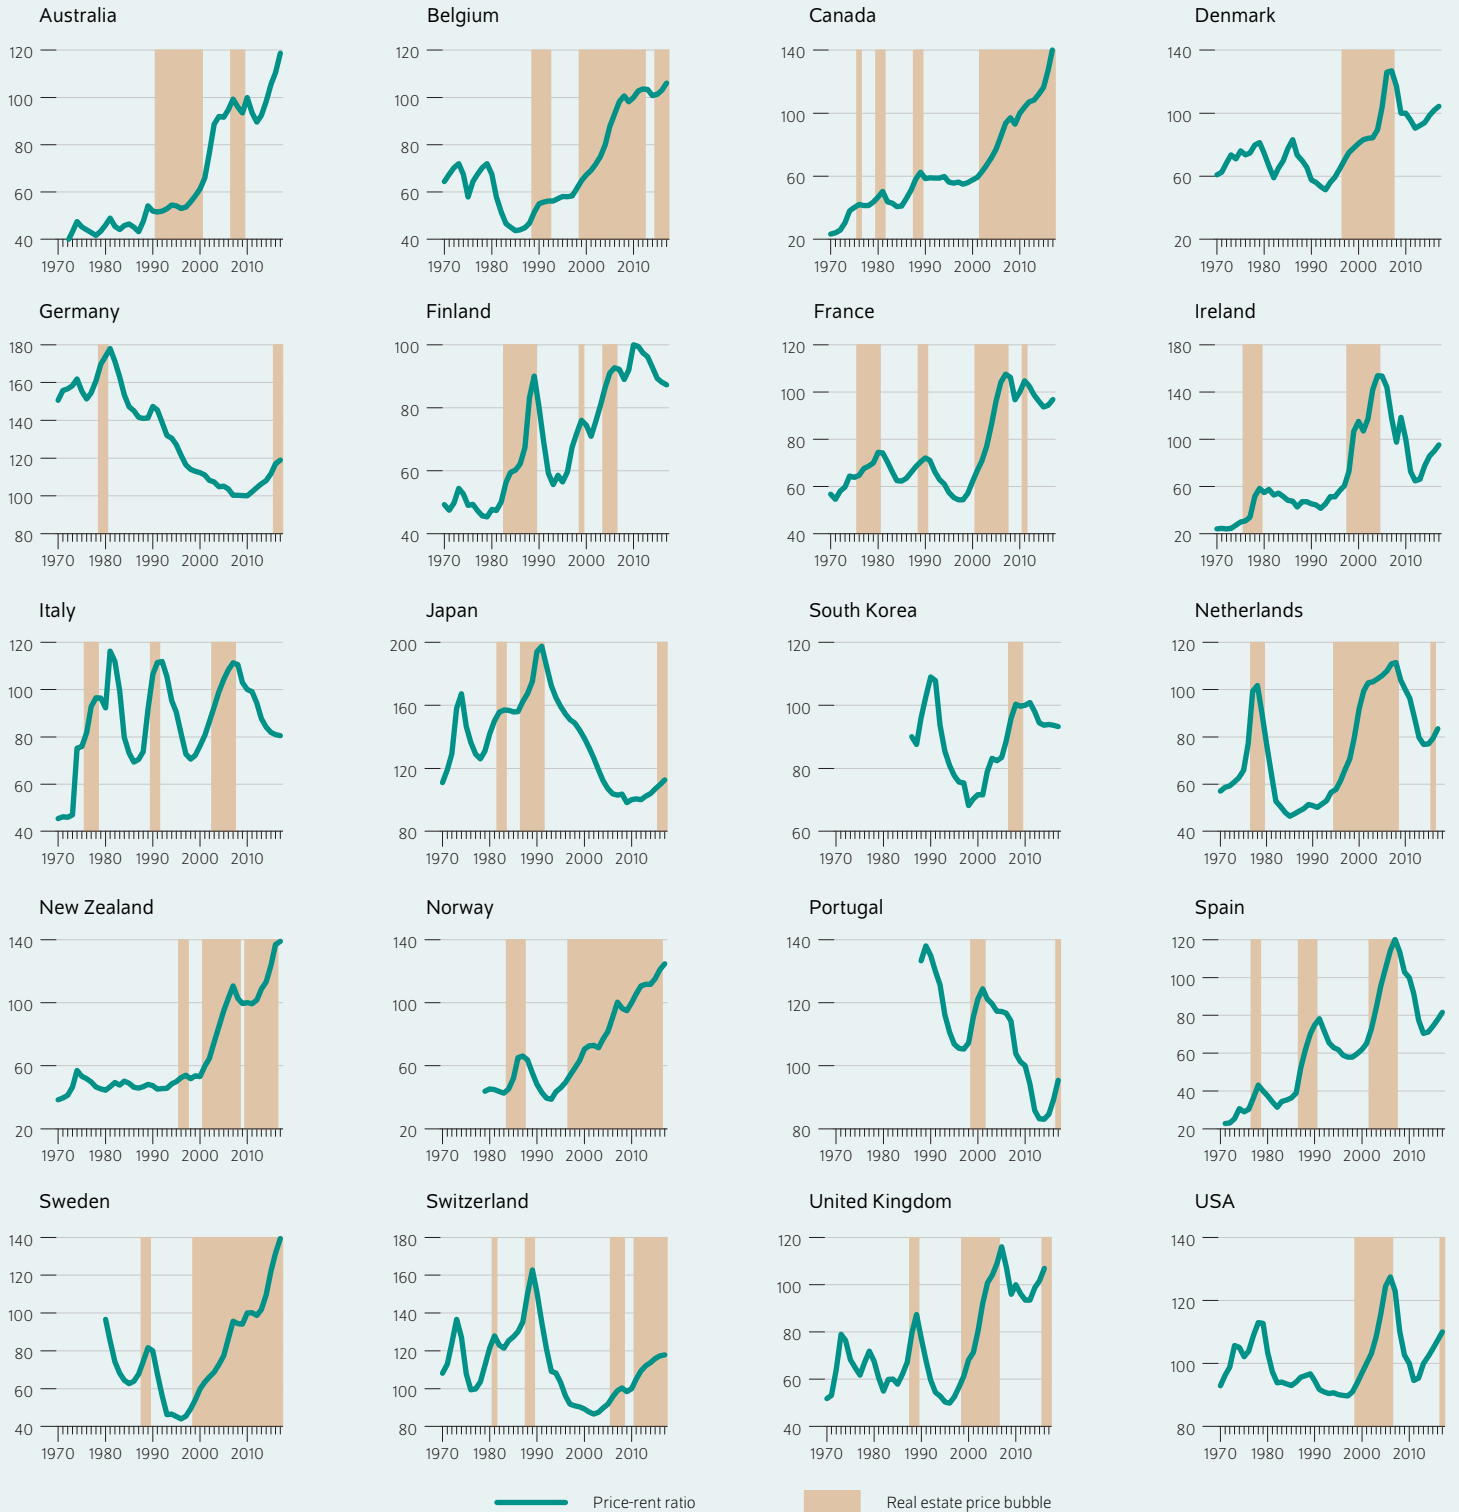 Australia
120
100
80
60
40
1970 1980 1990 2000 2010
Belgium
120
100
80
60
40
1970 1980 1990 2000 2010
Canada
140
100
60
20
1970 1980 1990 2000 2010
Denmark
140
100
60
20
1970 1980 1990 2000 2010
Germany
180
160
140
120
100
80
1970 1980 1990 2000 2010
Finland
100
80
60
40
1970 1980 1990 2000 2010
France
120
100
80
60
40
1970 1980 1990 2000 2010
Ireland
180
140
100
60
20
1970 1980 1990 2000 2010
Italy
120
100
80
60
40
1970 1980 1990 2000 2010
Japan
200
160
120
80
1970 1980 1990 2000 2010
South Korea
120
100
80
60
1970 1980 1990 2000 2010
Netherlands
120
100
80
60
40
1970 1980 1990 2000 2010
New Zealand
140
100
60
20
1970 1980 1990 2000 2010
Norway
140
100
60
20
1970 1980 1990 2000 2010
Portugal
140
120
100
80
1970 1980 1990 2000 2010
Spain
120
100
80
60
40
20
1970 1980 1990 2000 2010
Sweden
140
120
100
80
60
40
1970 1980 1990 2000 2010
Switzerland
180
160
140
120
100
80
1970 1980 1990 2000 2010
United Kingdom
120
100
80
60
40
1970 1980 1990 2000 2010
USA
140
120
100
80
1970 1980 1990 2000 2010
Price-rent ratio
Real estate price bubble